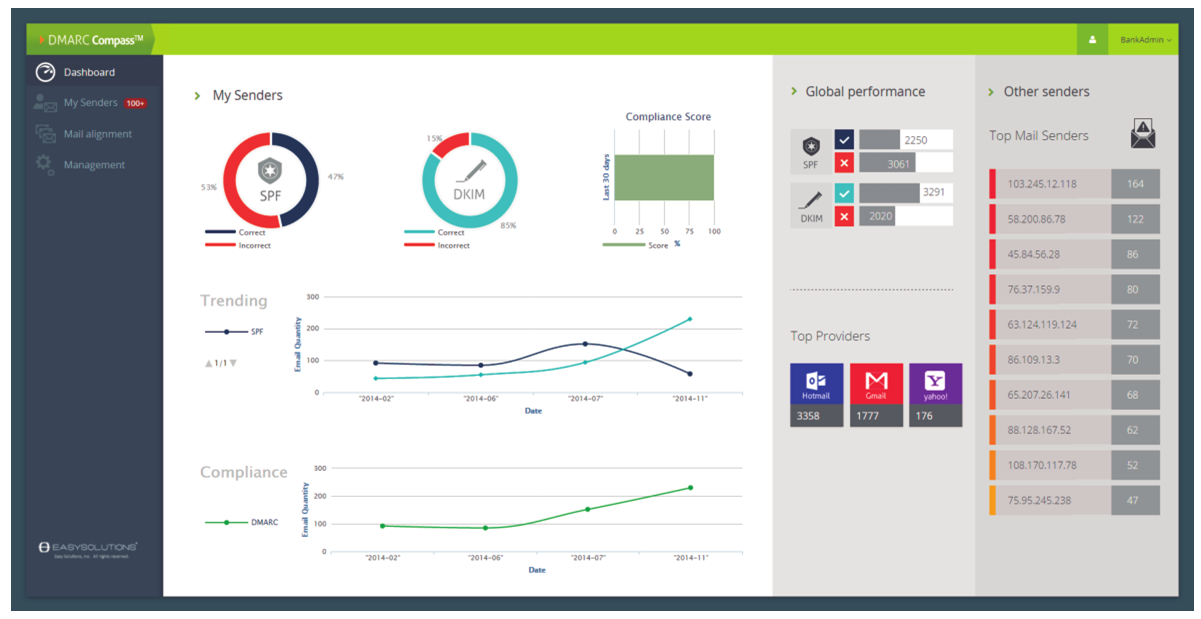 DMARC Compass™
BankAdmin
Dashboard
My Senders 100+
Mail alignment
Management
EASYSOLUTIONS
Easy Solutions, Inc. All rights reserved.
My Senders
53%
SPF
47%
Correct
Incorrect
15%
DKIM
85%
Correct
Incorrect
Compliance Score
Last 30 days
0 25 50 75 100
Score %
Trending
SPF
1/1
Email Quantity
300
200
100
0
"2014-02" "2014-06" "2014-07" "2014-11"
Date
Compliance
DMARC
Email Quantity
300
200
100
0
"2014-02" "2014-06" "2014-07" "2014-11"
Date
Global performance
SPF
2250
3061
DKIM
3291
2020
Top Providers
Hotmail Gmail yahoo!
3358 1777 176
Other senders
Top Mail Senders
103.245.12.118 164
58.200.86.78 122
45.84.56.28 86
76.37.159.9 80
63.124.119.124 72
86.109.13.3 70
65.207.26.141 68
88.128.167.52 62
108.170.117.78 52
75.95.245.238 47